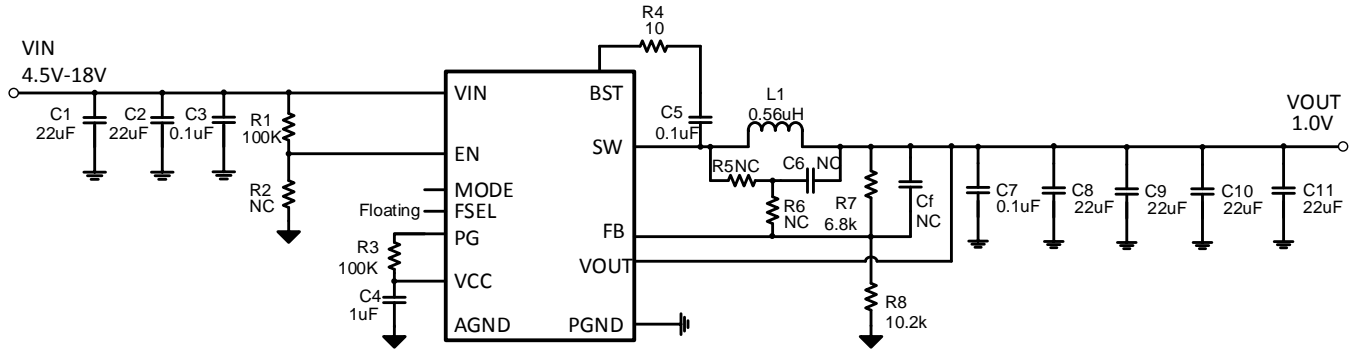 R4
10
VIN
4.5V-18V
C1
22uF
C2
22uF
C3
0.1uF
R1
100K
R2
NC
VIN
BST
EN
SW
MODE
Floating
FSEL
PG
FB
VCC
VOUT
AGND
PGND
R3
100K
C4
1uF
C5
0.1uF
L1
0.56uH
R5NC
C6 NC
R6
NC
R7
6.8k
Cf
NC
R8
10.2k
VOUT
1.0V
C7
0.1uF
C8
22uF
C9
22uF
C10
22uF
C11
22uF